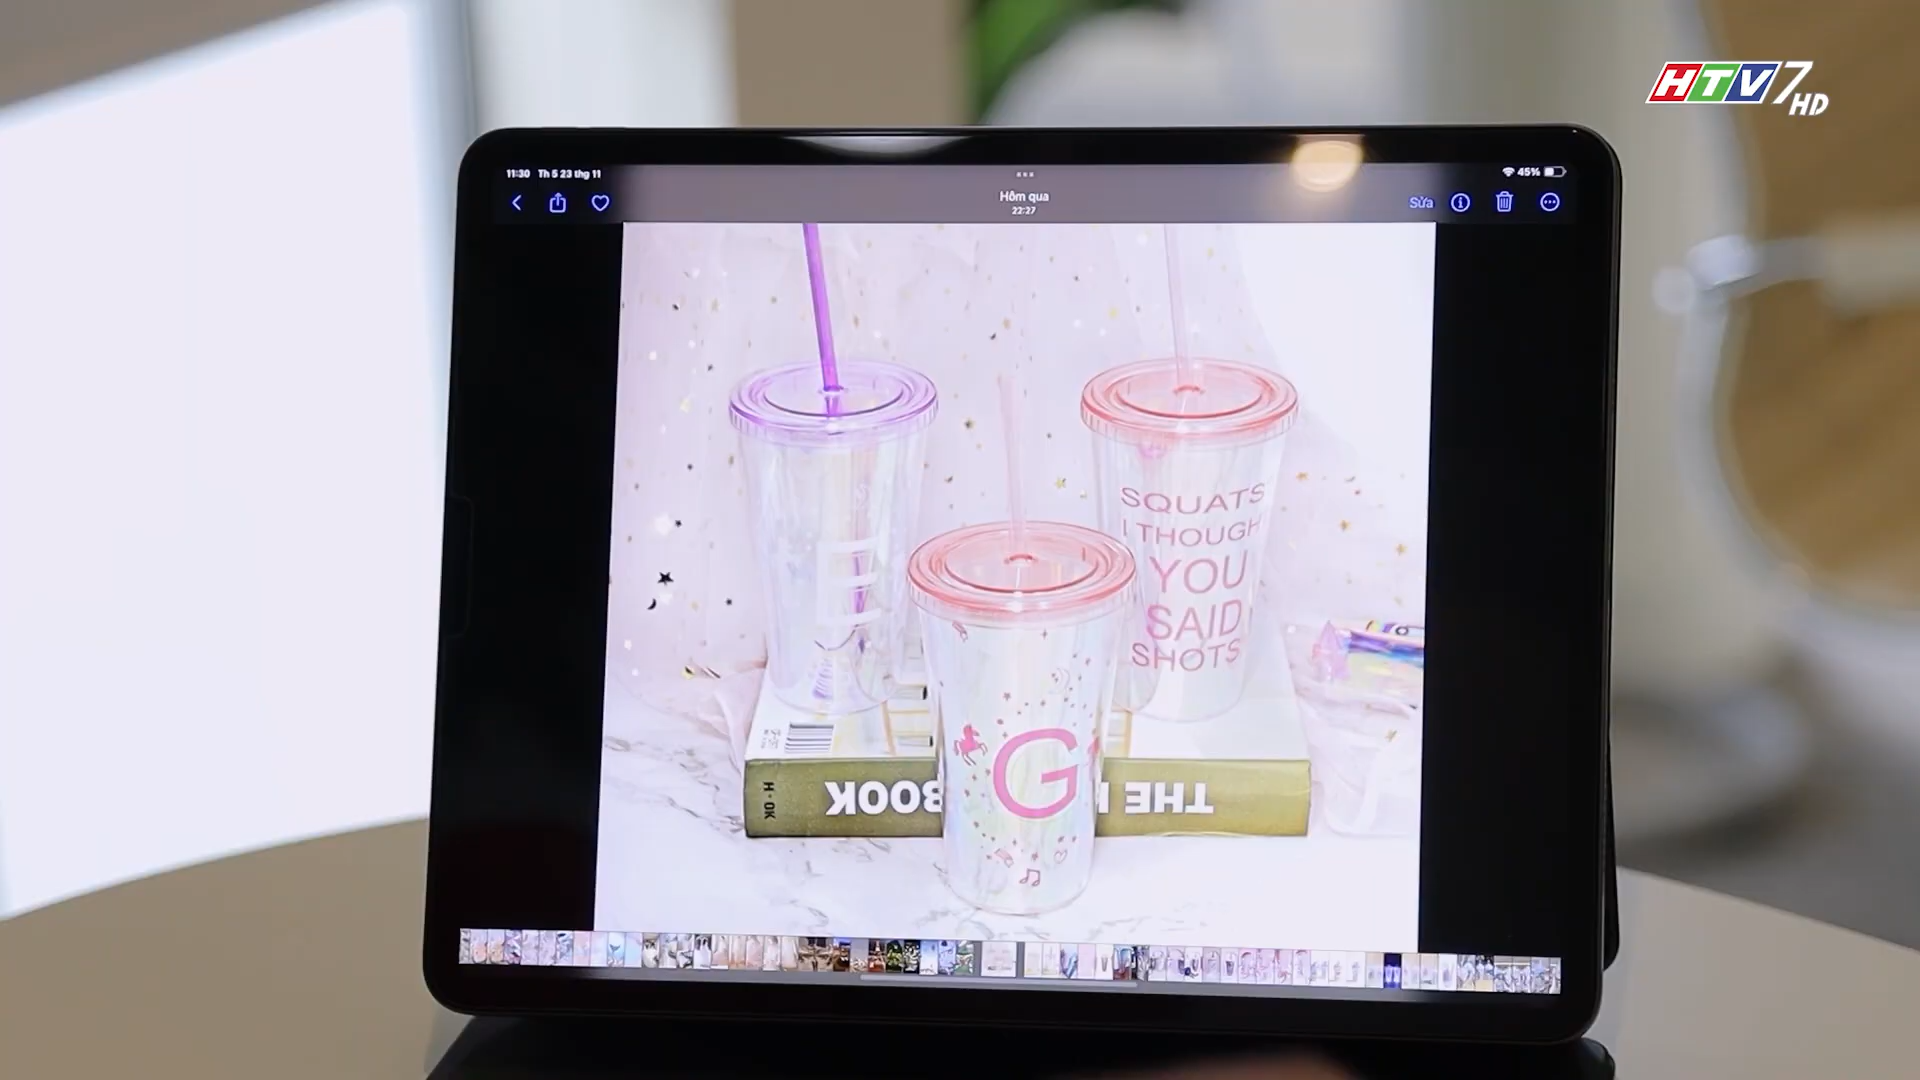 HTV7
HD
11:30 Th 5 23 thg 11
45%
Hôm qua
22:27
Sửa
E
SQUATS
I THOUGH
YOU
SAID
SHOTS
G
H·OK
THE
BOOK